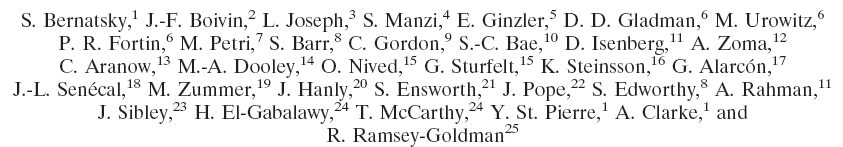 S. Bernatsky,¹ J.-F. Boivin,² L. Joseph,³ S. Manzi,⁴ E. Ginzler,⁵ D. D. Gladman,⁶ M. Urowitz,⁶
P. R. Fortin,⁶ M. Petri,⁷ S. Barr,⁸ C. Gordon,⁹ S.-C. Bae,¹⁰ D. Isenberg,¹¹ A. Zoma,¹²
C. Aranow,¹³ M.-A. Dooley,¹⁴ O. Nived,¹⁵ G. Sturfelt,¹⁵ K. Steinsson,¹⁶ G. Alarcón,¹⁷
J.-L. Senécal,¹⁸ M. Zummer,¹⁹ J. Hanly,²⁰ S. Ensworth,²¹ J. Pope,²² S. Edworthy,⁸ A. Rahman,¹¹
J. Sibley,²³ H. El-Gabalawy,²⁴ T. McCarthy,²⁴ Y. St. Pierre,¹ A. Clarke,¹ and
R. Ramsey-Goldman²⁵